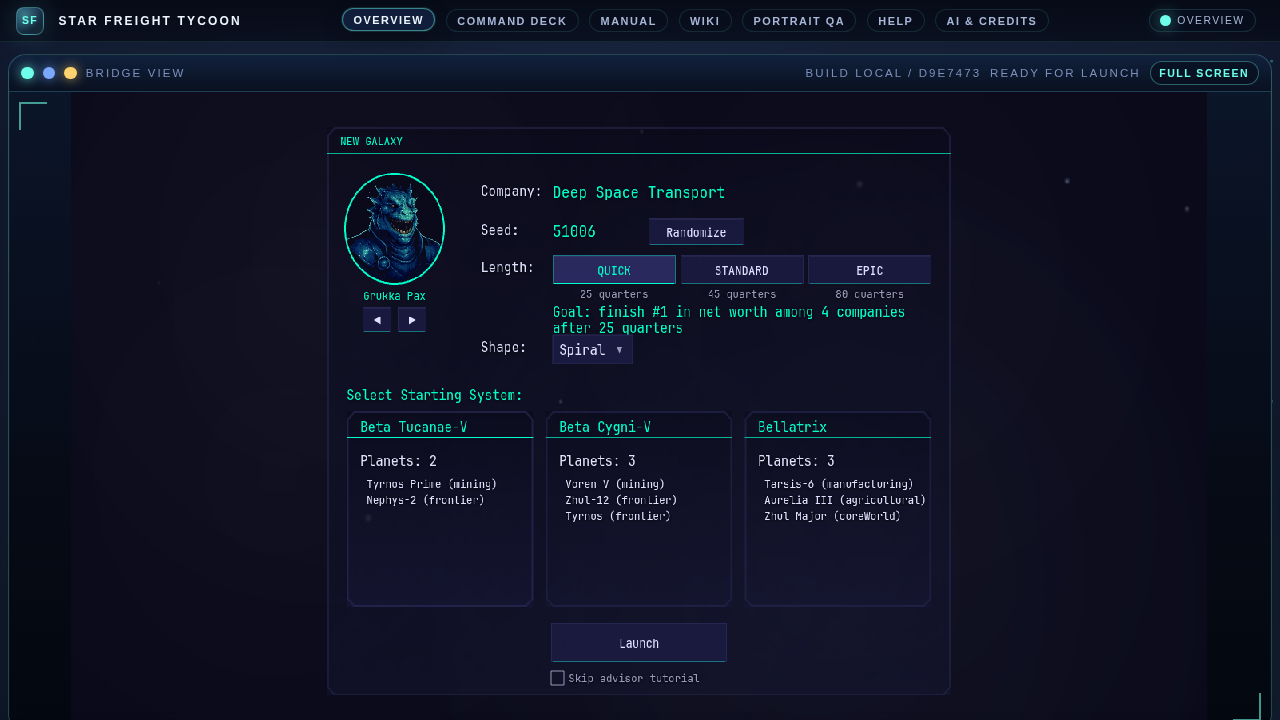 SF STAR FREIGHT TYCOON OVERVIEW COMMAND DECK MANUAL WIKI PORTRAIT QA HELP AI & CREDITS OVERVIEW
BRIDGE VIEW BUILD LOCAL / D9E7473 READY FOR LAUNCH FULL SCREEN
NEW GALAXY
Company: Deep Space Transport
Seed: 51006 Randomize
Length: QUICK STANDARD EPIC
25 quarters 45 quarters 80 quarters
Grukka Pax
Goal: finish #1 in net worth among 4 companies
after 25 quarters
◄ ►
Shape: Spiral ▼
Select Starting System:
Beta Tucanae-V
Planets: 2
Tyrnos Prime (mining)
Nephys-2 (frontier)
Beta Cygni-V
Planets: 3
Voren V (mining)
Zhul-12 (frontier)
Tyrnos (frontier)
Bellatrix
Planets: 3
Tarsis-6 (manufacturing)
Aurelia III (agricultural)
Zhul Major (coreWorld)
Launch
Skip advisor tutorial